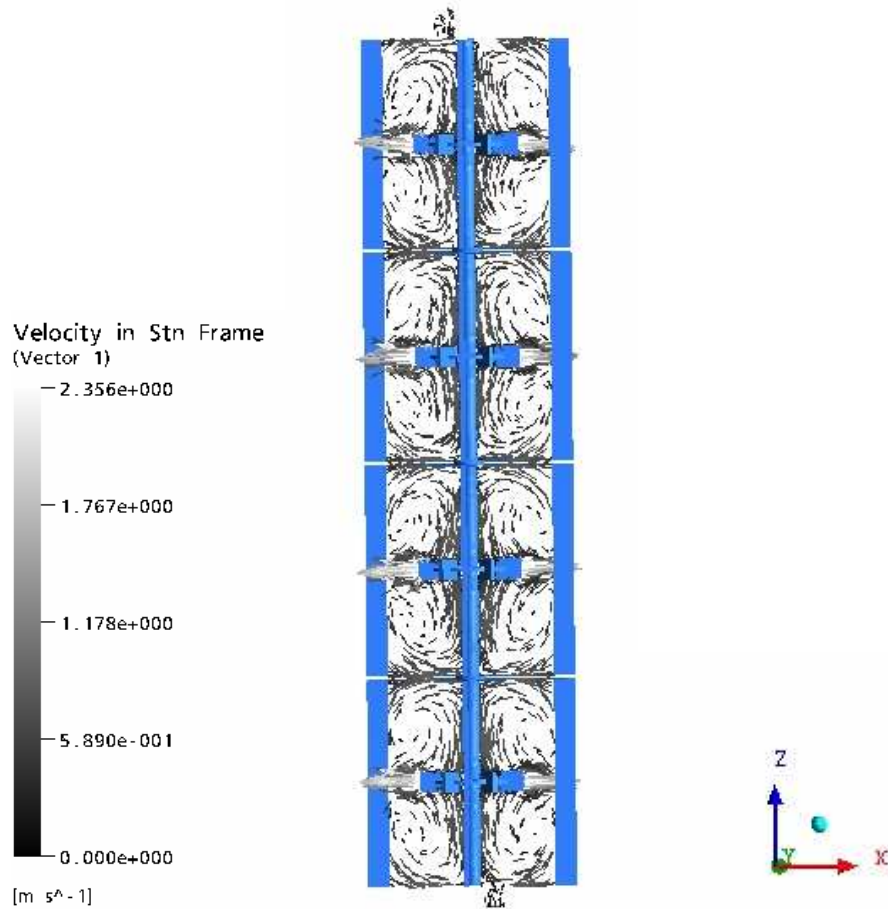 Velocity in Stn Frame
(Vector 1)
2.356e+000
1.767e+000
1.178e+000
5.890e-001
0.000e+000
[m s^-1]
Z
Y
X